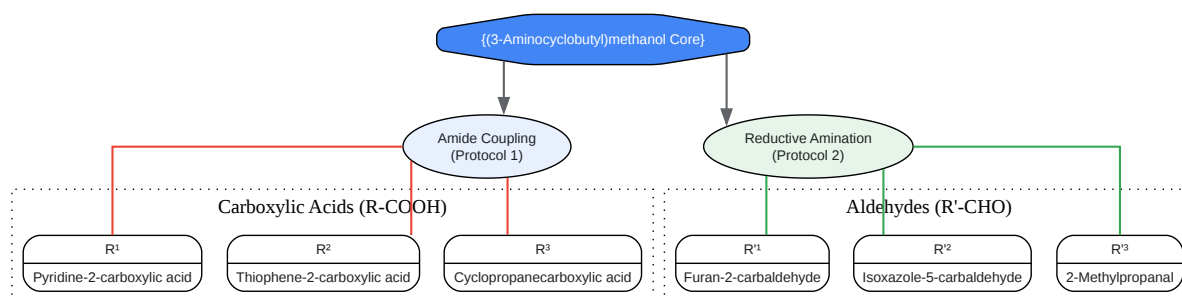 {(3-Aminocyclobutyl)methanol Core}
Amide Coupling
(Protocol 1)
Reductive Amination
(Protocol 2)
Carboxylic Acids (R-COOH)
Aldehydes (R'-CHO)
R¹
Pyridine-2-carboxylic acid
R²
Thiophene-2-carboxylic acid
R³
Cyclopropanecarboxylic acid
R'¹
Furan-2-carbaldehyde
R'²
Isoxazole-5-carbaldehyde
R'³
2-Methylpropanal